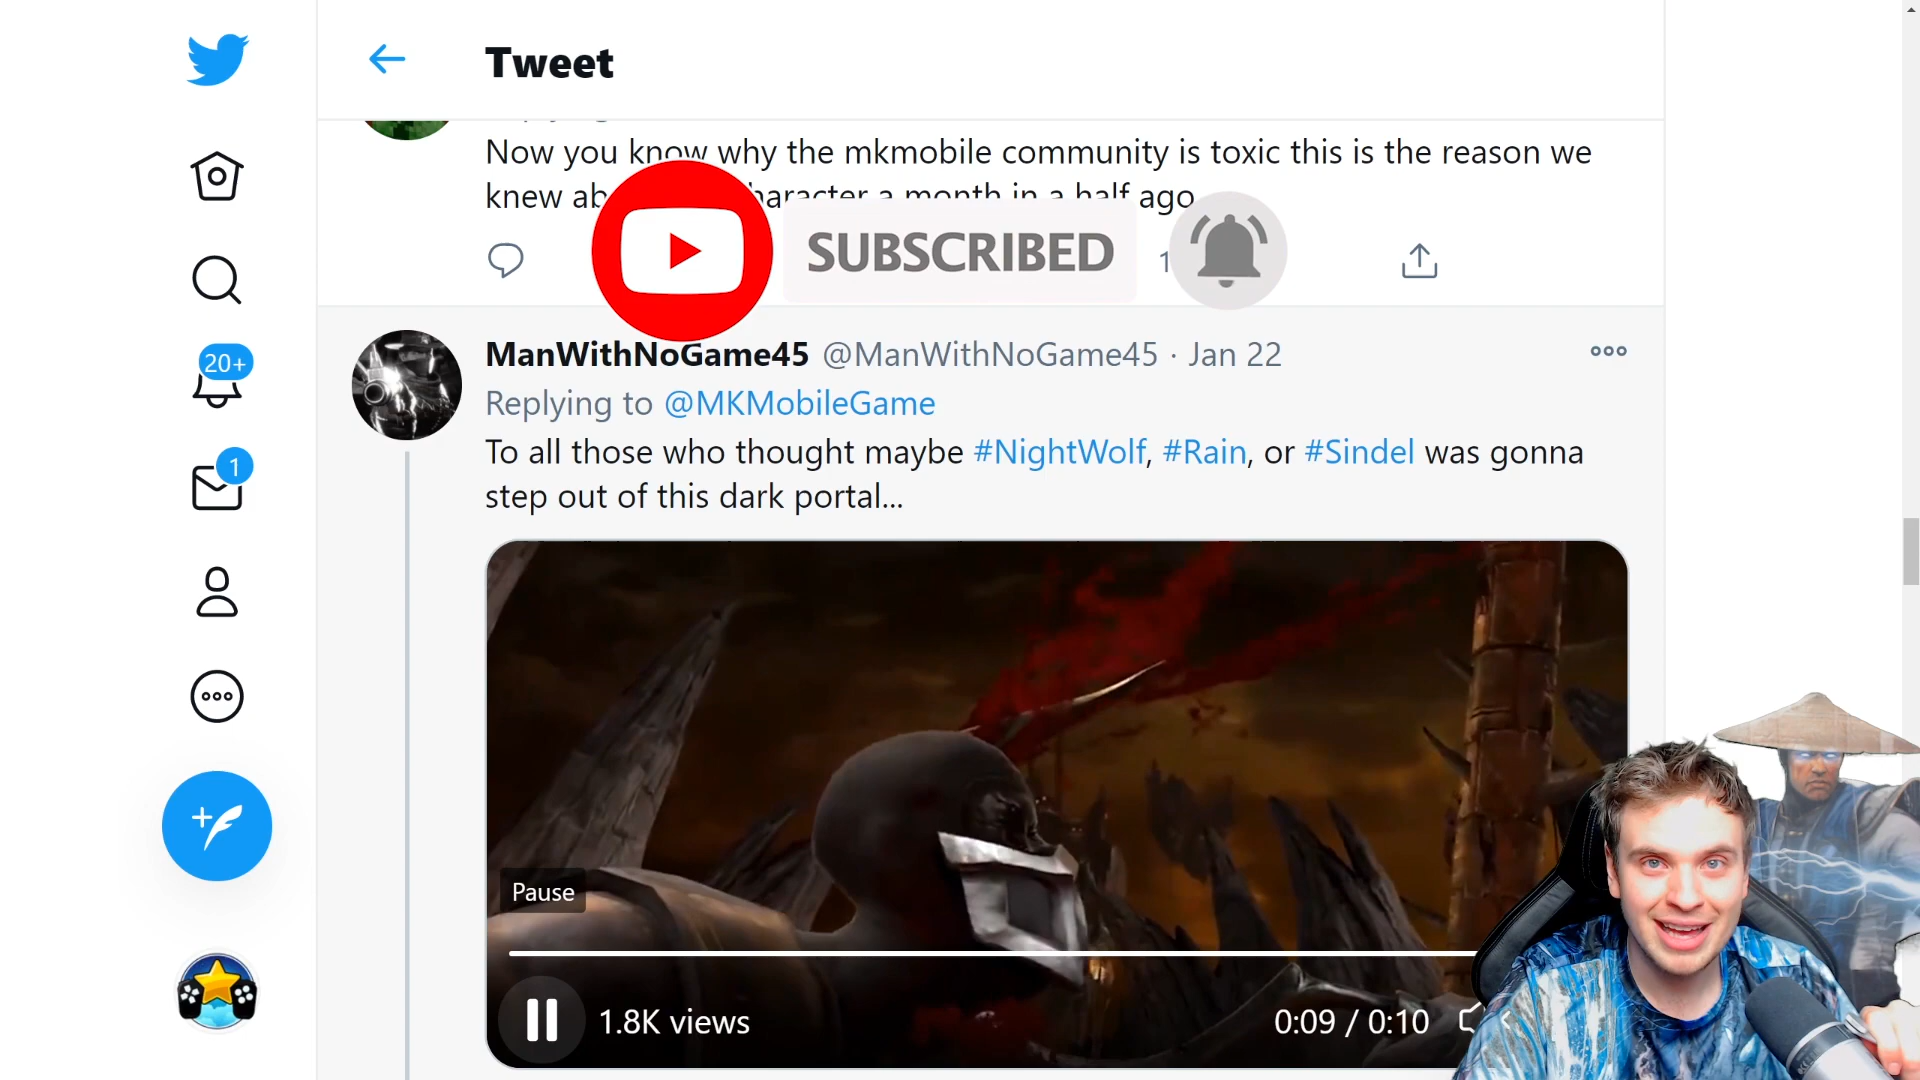 Tweet
Now you know why the mkmobile community is toxic this is the reason we
knew character a month in a half ago
SUBSCRIBED
20+
ManWithNoGame45 @ManWithNoGame45 · Jan 22
Replying to @MKMobileGame
To all those who thought maybe #NightWolf, #Rain, or #Sindel was gonna
step out of this dark portal...
1
Pause
1.8K views
0:09 / 0:10